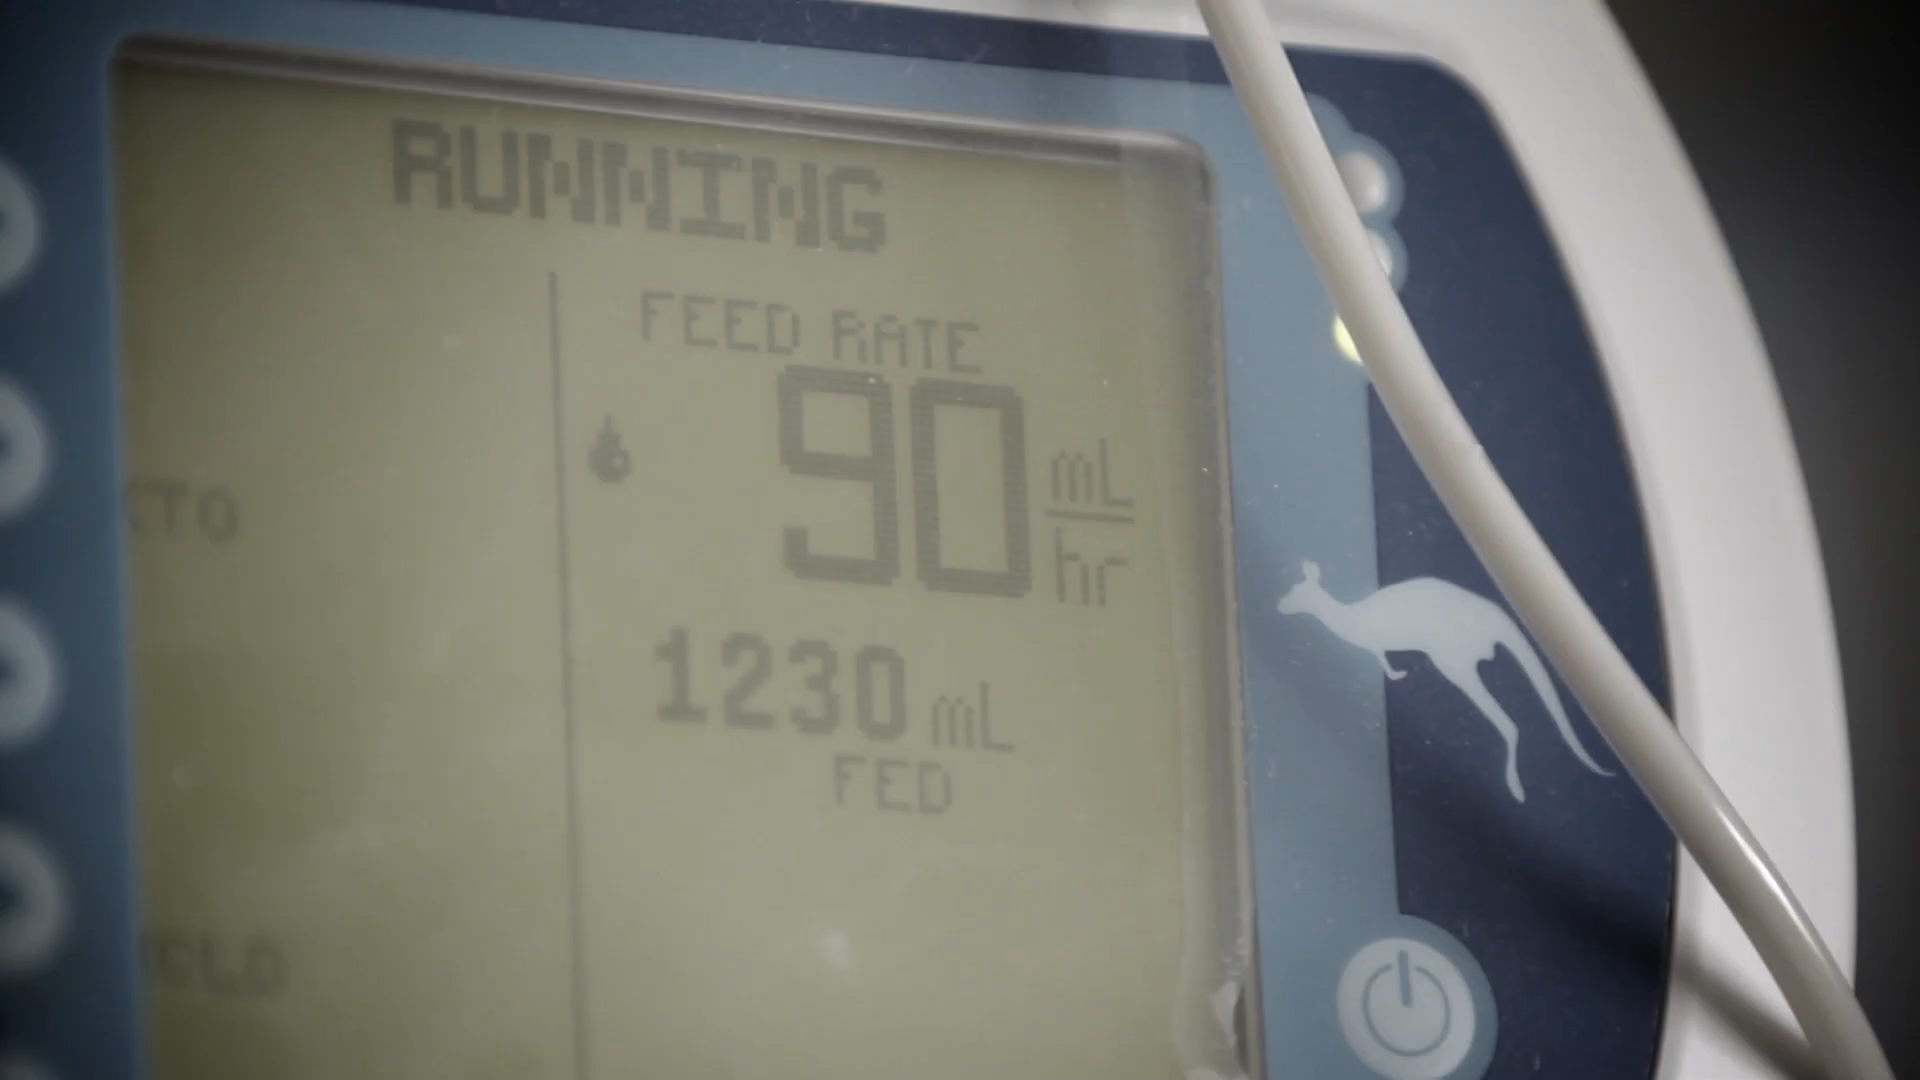 RUNNING
FEED RATE
90 mL/hr
1230 mL
FED